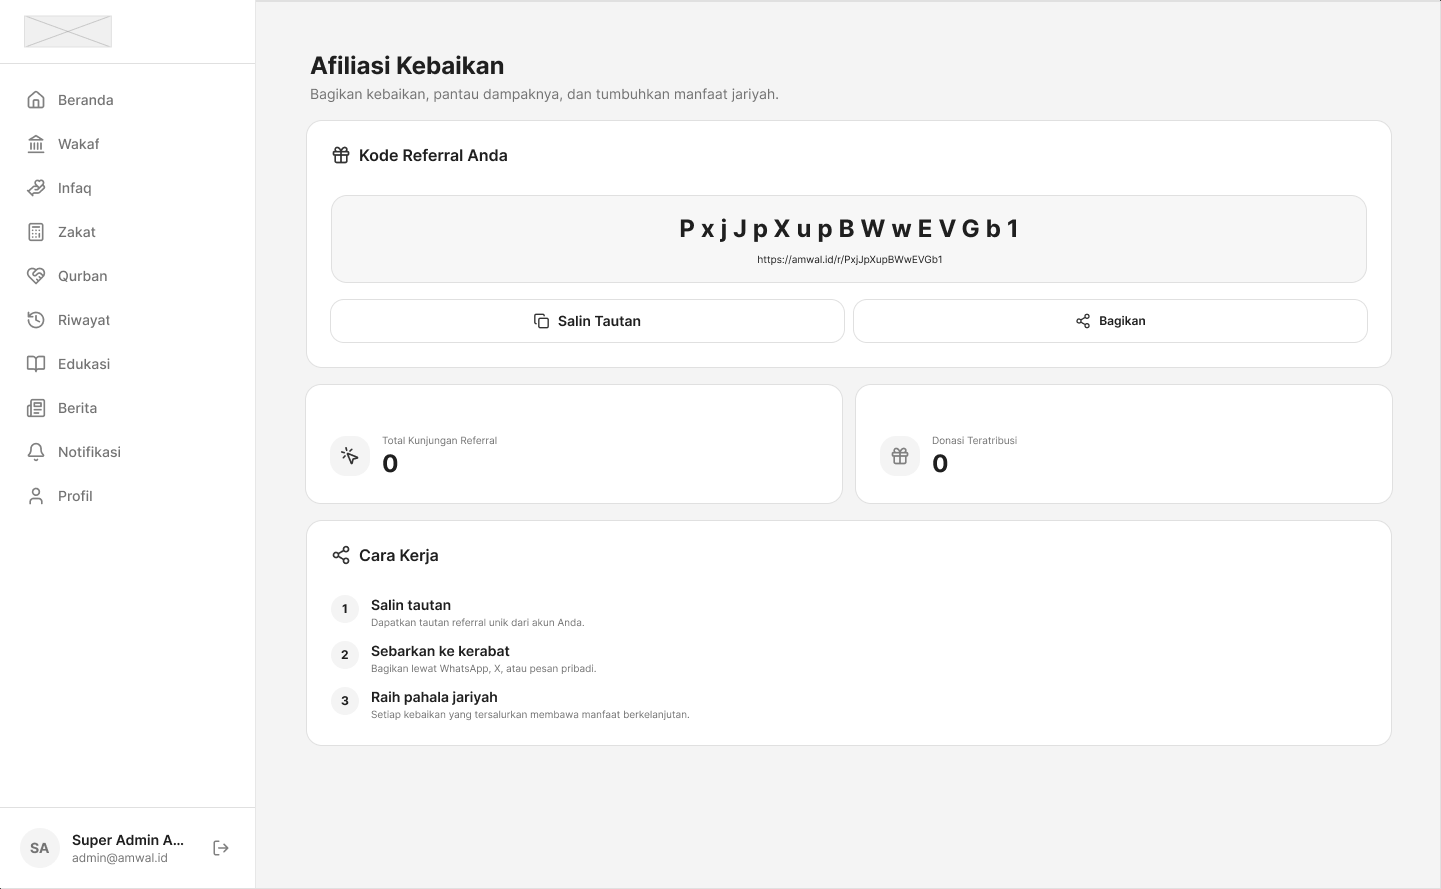 Beranda
Wakaf
Infaq
Zakat
Qurban
Riwayat
Edukasi
Berita
Notifikasi
Profil
SA
Super Admin A...
admin@amwal.id
Afiliasi Kebaikan
Bagikan kebaikan, pantau dampaknya, dan tumbuhkan manfaat jariyah.
Kode Referral Anda
PxjJpXupBWwEVGb1
https://amwal.id/r/PxjJpXupBWwEVGb1
Salin Tautan
Bagikan
Total Kunjungan Referral
0
Donasi Teratribusi
0
Cara Kerja
1
Salin tautan
Dapatkan tautan referral unik dari akun Anda.
2
Sebarkan ke kerabat
Bagikan lewat WhatsApp, X, atau pesan pribadi.
3
Raih pahala jariyah
Setiap kebaikan yang tersalurkan membawa manfaat berkelanjutan.